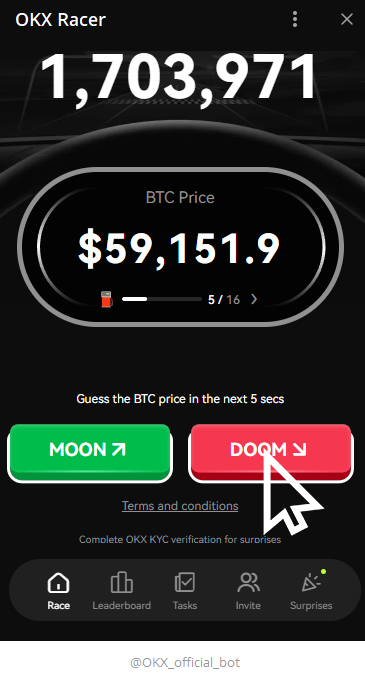 OKX Racer
1,703,971
BTC Price
$59,151.9
5 / 16
Guess the BTC price in the next 5 secs
MOON
DOOM
Terms and conditions
Complete OKX KYC verification for surprises
Race Leaderboard Tasks Invite Surprises
@OKX_official_bot